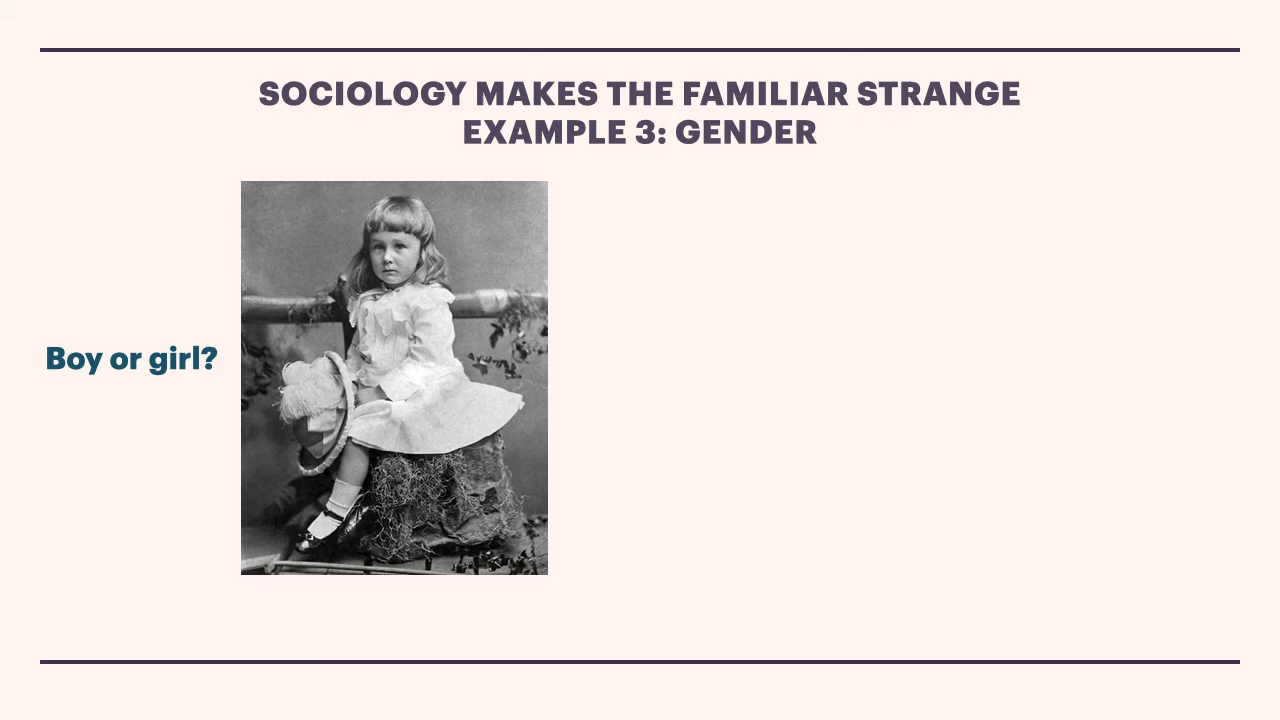 SOCIOLOGY MAKES THE FAMILIAR STRANGE
EXAMPLE 3: GENDER
Boy or girl?